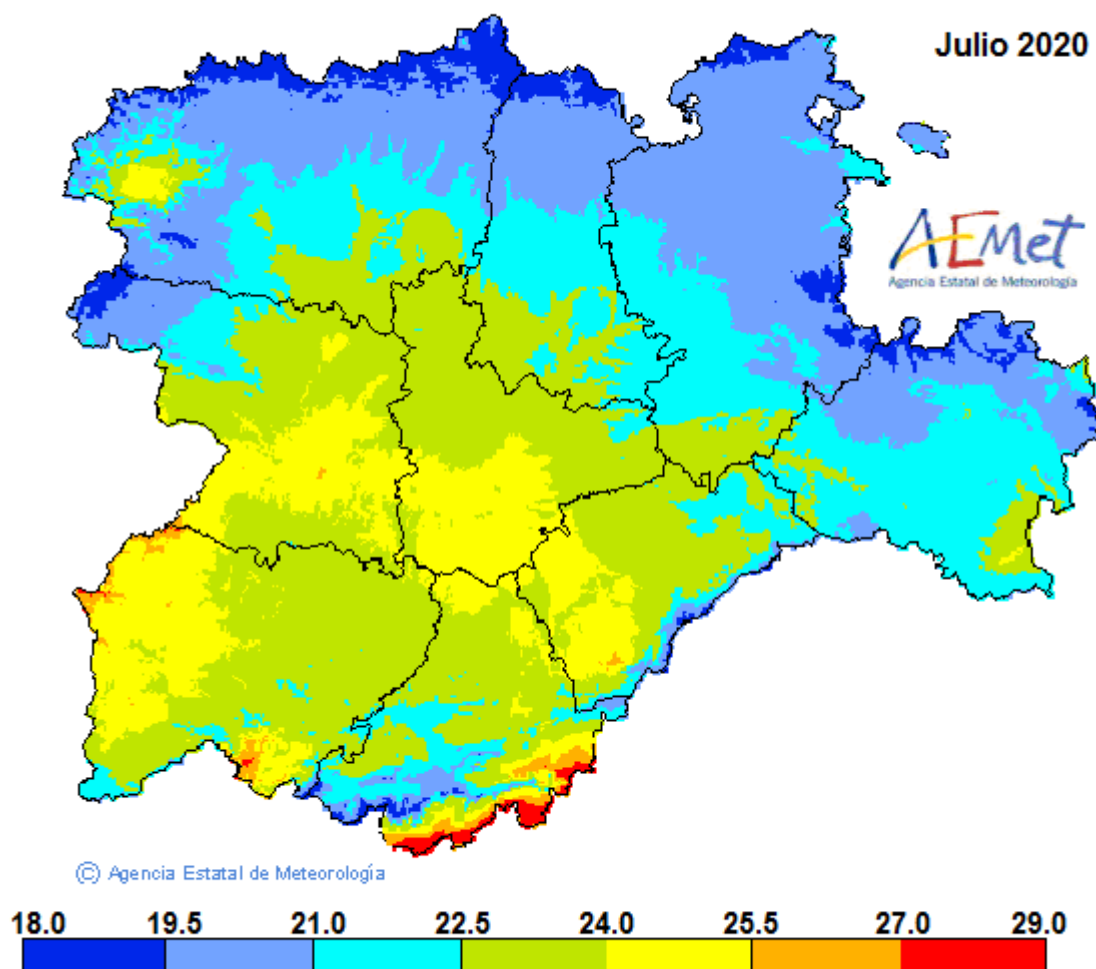 Julio 2020
AEMet
Agencia Estatal de Meteorología
© Agencia Estatal de Meteorología
18.0 19.5 21.0 22.5 24.0 25.5 27.0 29.0